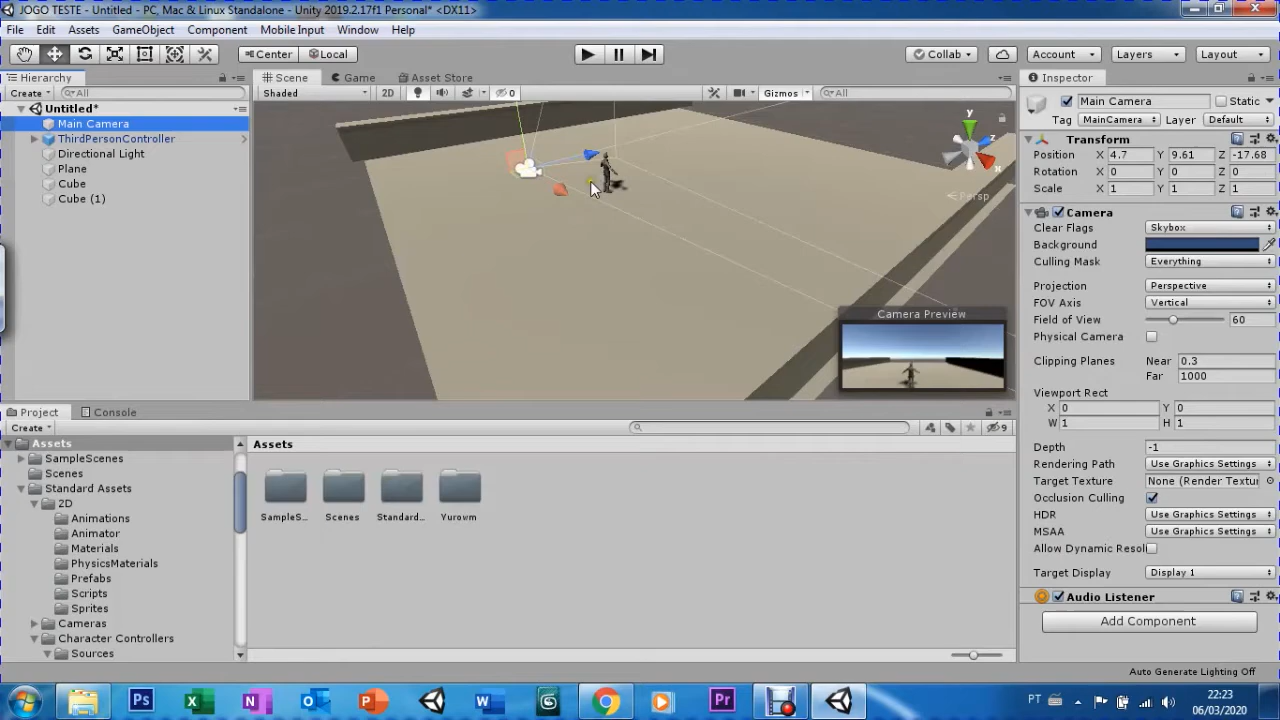 JOGO TESTE - Untitled - PC, Mac & Linux Standalone - Unity 2019.2.17f1 Personal* <DX11>
File Edit Assets GameObject Component Mobile Input Window Help
Center Local Collab Account Layers Layout
Hierarchy
Create All
Untitled*
Main Camera
ThirdPersonController
Directional Light
Plane
Cube
Cube (1)
Scene Game Asset Store
Shaded 2D 0 Gizmos All
y
z
x
Persp
Camera Preview
Inspector
Main Camera Static
Tag MainCamera Layer Default
Transform
Position X 4.7 Y 9.61 Z -17.68
Rotation X 0 Y 0 Z 0
Scale X 1 Y 1 Z 1
Camera
Clear Flags Skybox
Background
Culling Mask Everything
Projection Perspective
FOV Axis Vertical
Field of View 60
Physical Camera
Clipping Planes Near 0.3
Far 1000
Viewport Rect
X 0 Y 0
W 1 H 1
Depth -1
Rendering Path Use Graphics Settings
Target Texture None (Render Textu
Occlusion Culling
HDR Use Graphics Settings
MSAA Use Graphics Settings
Allow Dynamic Resol
Target Display Display 1
Audio Listener
Add Component
Auto Generate Lighting Off
Project Console
Create 9
Assets
SampleScenes
Scenes
Standard Assets
2D
Animations
Animator
Materials
PhysicsMaterials
Prefabs
Scripts
Sprites
Cameras
Character Controllers
Sources
Assets
SampleS... Scenes Standard... Yurovm
Ps N P W Pr
PT
22:23
06/03/2020